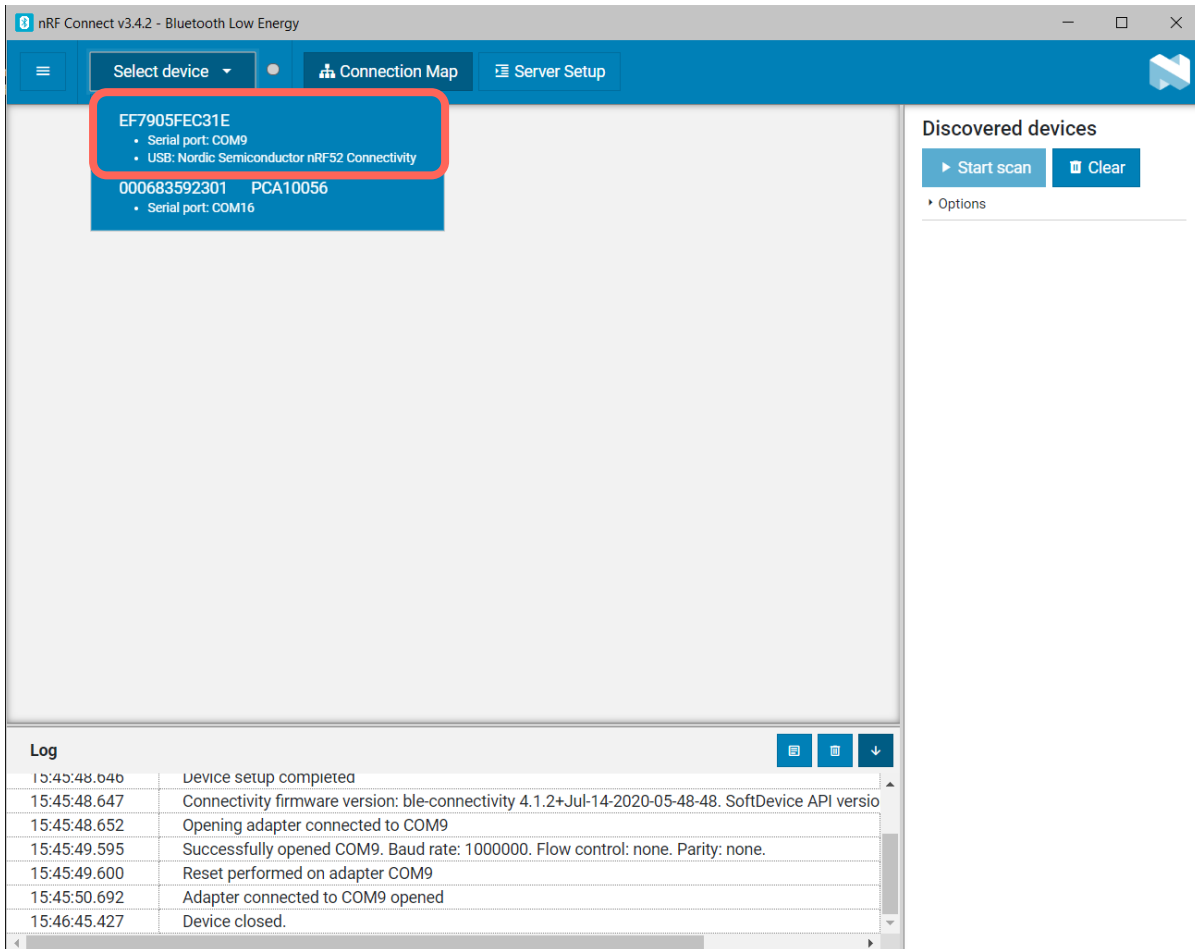 nRF Connect v3.4.2 - Bluetooth Low Energy
Select device Connection Map Server Setup
EF7905FEC31E
• Serial port: COM9
• USB: Nordic Semiconductor nRF52 Connectivity
000683592301 PCA10056
• Serial port: COM16
Discovered devices
Start scan Clear
Options
Log
15:45:48.646 Device setup completed
15:45:48.647 Connectivity firmware version: ble-connectivity 4.1.2+Jul-14-2020-05-48-48. SoftDevice API versio
15:45:48.652 Opening adapter connected to COM9
15:45:49.595 Successfully opened COM9. Baud rate: 1000000. Flow control: none. Parity: none.
15:45:49.600 Reset performed on adapter COM9
15:45:50.692 Adapter connected to COM9 opened
15:46:45.427 Device closed.